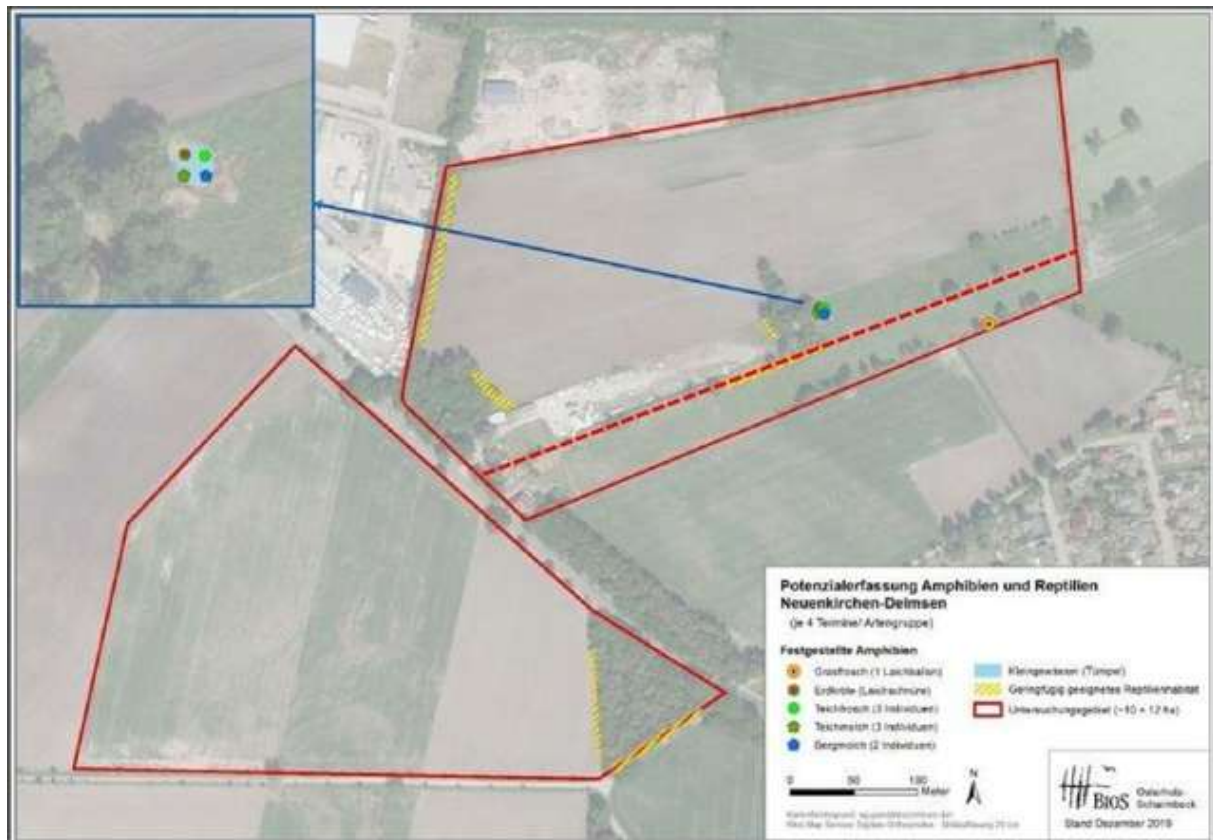 Potenzialerfassung Amphibien und Reptilien
Neuenkirchen-Delmsen
(je 4 Termine/ Artengruppe)
Festgestellte Amphibien
Grasfrosch (1 Laichballen)
Erdkröte (Laichschnüre)
Teichfrosch (3 Individuen)
Teichmolch (3 Individuen)
Bergmolch (2 Individuen)
Kleingewässer (Tümpel)
Geringfügig geeignetes Reptilienhabitat
Untersuchungsgebiet (~10 + 12 ha)
0 50 100
Meter
N
BIOS
Osterholz-
Scharmbeck
Stand Dezember 2019